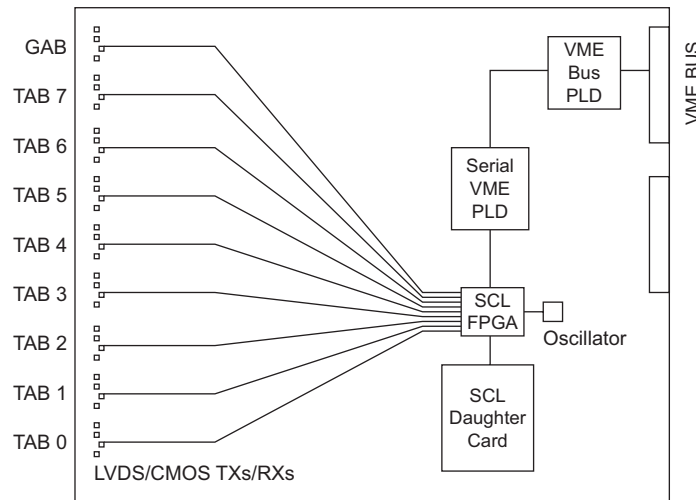 GAB
TAB 7
TAB 6
TAB 5
TAB 4
TAB 3
TAB 2
TAB 1
TAB 0
LVDS/CMOS TXs/RXs
VME
Bus
PLD
VME BUS
Serial
VME
PLD
SCL
FPGA
Oscillator
SCL
Daughter
Card